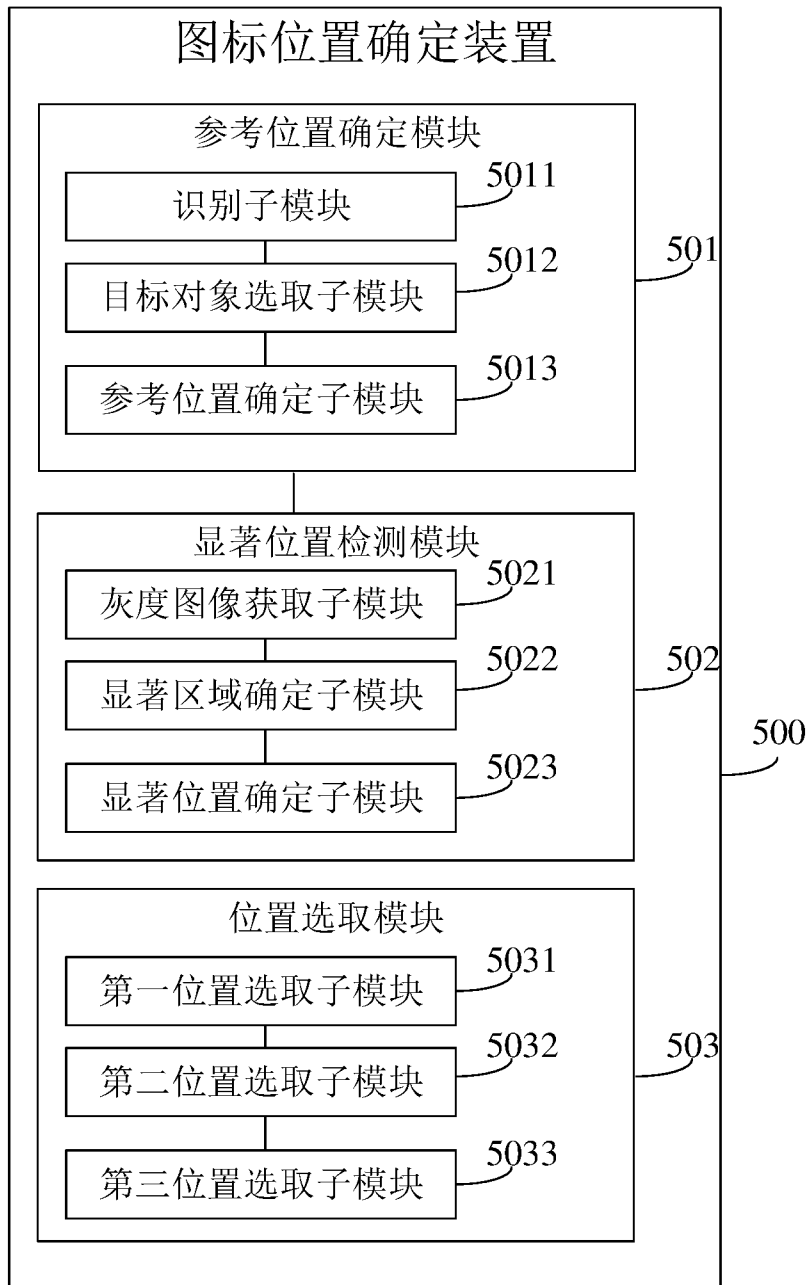 图标位置确定装置
参考位置确定模块
识别子模块
5011
目标对象选取子模块
5012
参考位置确定子模块
5013
501
显著位置检测模块
灰度图像获取子模块
5021
显著区域确定子模块
5022
显著位置确定子模块
5023
502
500
位置选取模块
第一位置选取子模块
5031
第二位置选取子模块
5032
第三位置选取子模块
5033
503